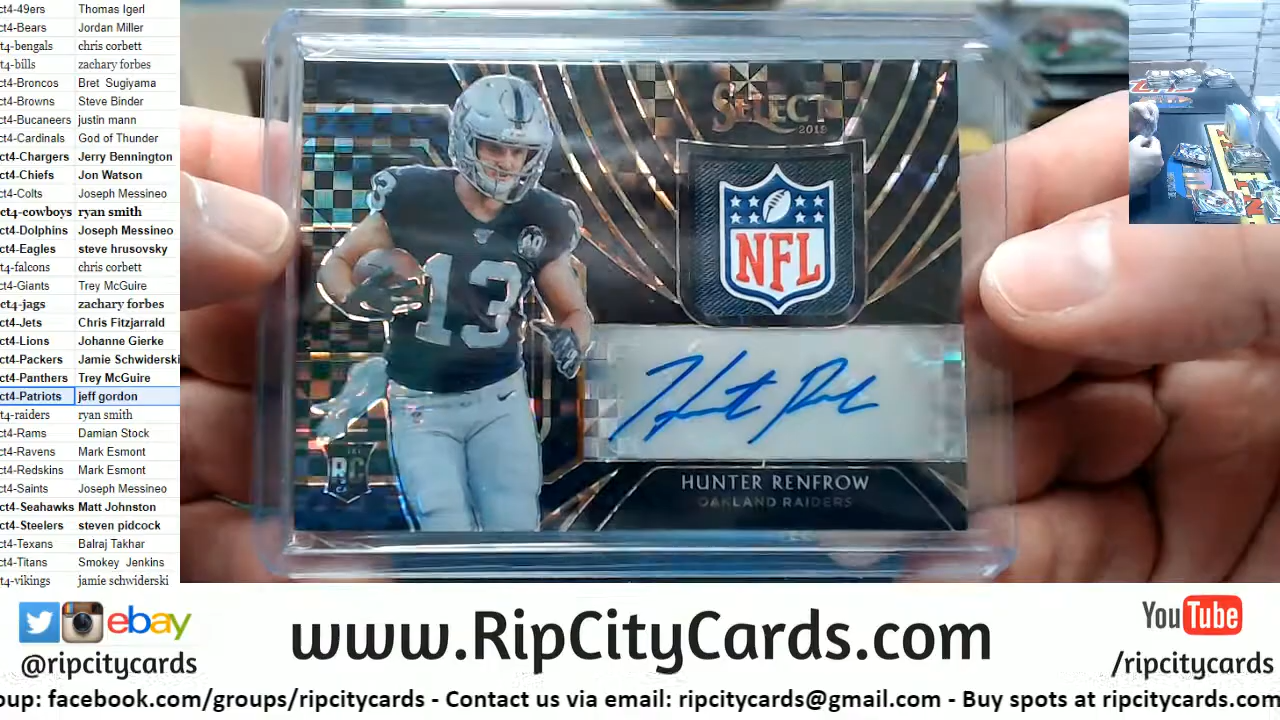 ct4-49ers Thomas Igerl
ct4-Bears Jordan Miller
t4-bengals chris corbett
t4-bills zachary forbes
ct4-Broncos Bret Sugiyama
ct4-Browns Steve Binder
ct4-Bucaneers justin mann
ct4-Cardinals God of Thunder
ct4-Chargers Jerry Bennington
ct4-Chiefs Jon Watson
ct4-Colts Joseph Messineo
ct4-cowboys ryan smith
ct4-Dolphins Joseph Messineo
ct4-Eagles steve hrusovsky
ct4-falcons chris corbett
ct4-Giants Trey McGuire
ct4-jags zachary forbes
ct4-Jets Chris Fitzjarrald
ct4-Lions Johanne Gierke
ct4-Packers Jamie Schwiderski
ct4-Panthers Trey McGuire
ct4-Patriots jeff gordon
ct4-raiders ryan smith
ct4-Rams Damian Stock
ct4-Ravens Mark Esmont
ct4-Redskins Mark Esmont
ct4-Saints Joseph Messineo
ct4-Seahawks Matt Johnston
ct4-Steelers steven pidcock
ct4-Texans Balraj Takhar
ct4-Titans Smokey Jenkins
ct4-vikings jamie schwiderski
SELECT
2019
NFL
13
13
RC
HUNTER RENFROW
OAKLAND RAIDERS
ebay
@ripcitycards
www.RipCityCards.com
YouTube
/ripcitycards
oup: facebook.com/groups/ripcitycards - Contact us via email: ripcitycards@gmail.com - Buy spots at ripcitycards.com